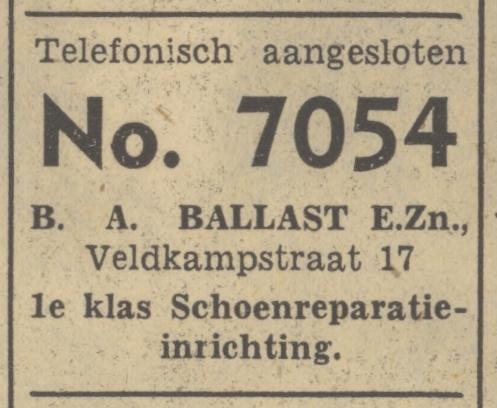 Telefonisch aangesloten
No. 7054
B. A. BALLAST E.Zn.,
Veldkampstraat 17
1e klas Schoenreparatie-
inrichting.